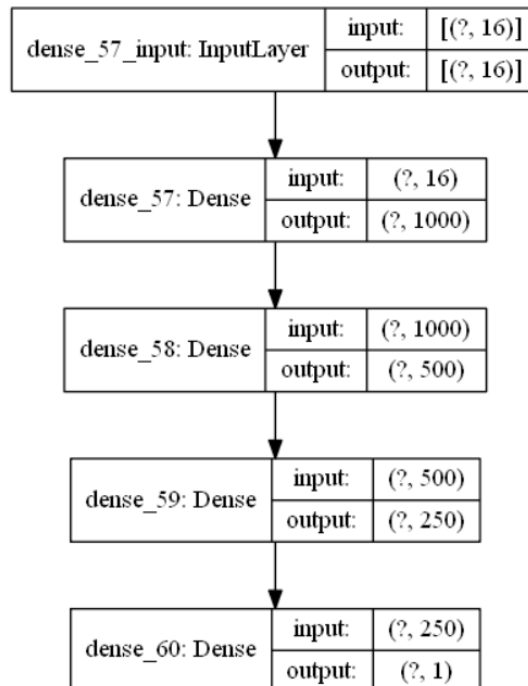 dense_57_input: InputLayer
input: [(?, 16)]
output: [(?, 16)]
dense_57: Dense
input: (?, 16)
output: (?, 1000)
dense_58: Dense
input: (?, 1000)
output: (?, 500)
dense_59: Dense
input: (?, 500)
output: (?, 250)
dense_60: Dense
input: (?, 250)
output: (?, 1)